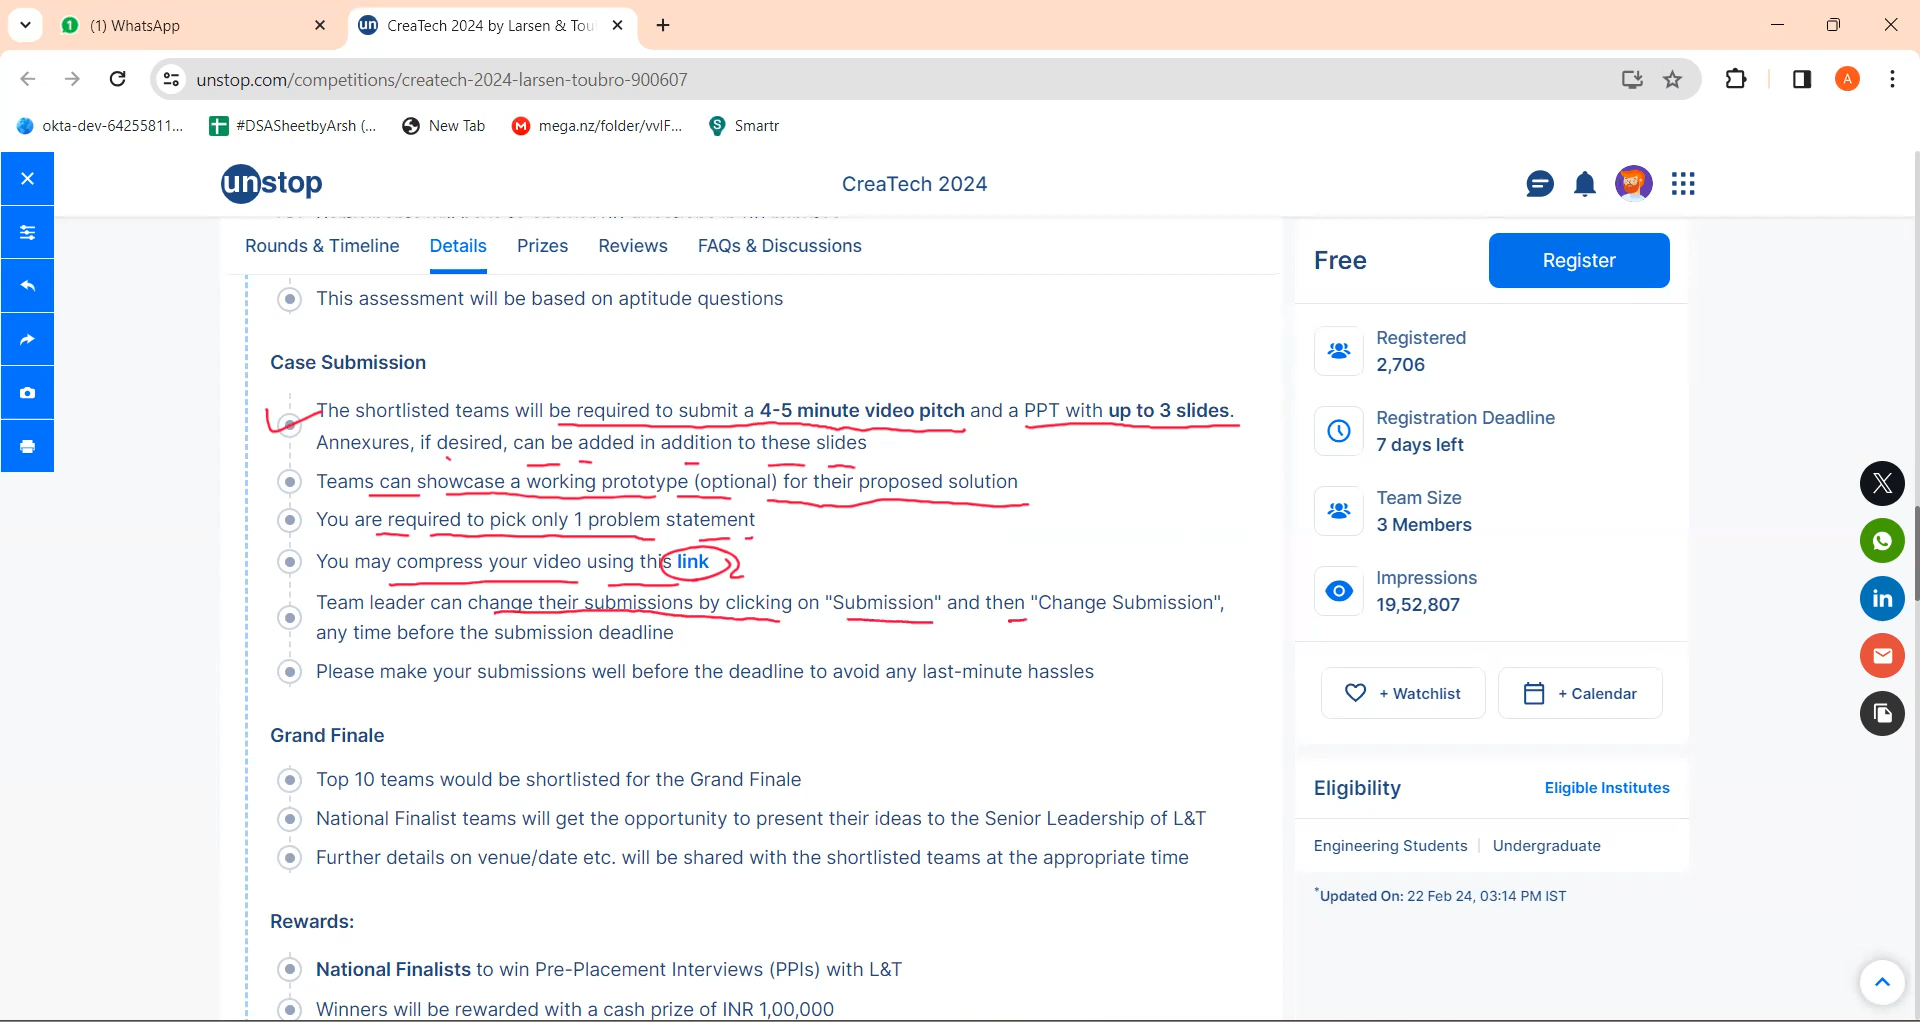 (1) WhatsApp
CreaTech 2024 by Larsen & Tou
unstop.com/competitions/createch-2024-larsen-toubro-900607
A
okta-dev-64255811...
#DSASheetbyArsh (...
New Tab
mega.nz/folder/vvlF...
Smartr
unstop
CreaTech 2024
Rounds & Timeline
Details
Prizes
Reviews
FAQs & Discussions
This assessment will be based on aptitude questions
Case Submission
The shortlisted teams will be required to submit a 4-5 minute video pitch and a PPT with up to 3 slides.
Annexures, if desired, can be added in addition to these slides
Teams can showcase a working prototype (optional) for their proposed solution
You are required to pick only 1 problem statement
You may compress your video using this link
Team leader can change their submissions by clicking on "Submission" and then "Change Submission",
any time before the submission deadline
Please make your submissions well before the deadline to avoid any last-minute hassles
Grand Finale
Top 10 teams would be shortlisted for the Grand Finale
National Finalist teams will get the opportunity to present their ideas to the Senior Leadership of L&T
Further details on venue/date etc. will be shared with the shortlisted teams at the appropriate time
Rewards:
National Finalists to win Pre-Placement Interviews (PPIs) with L&T
Winners will be rewarded with a cash prize of INR 1,00,000
Free
Register
Registered
2,706
Registration Deadline
7 days left
Team Size
3 Members
Impressions
19,52,807
+ Watchlist
+ Calendar
Eligibility
Eligible Institutes
Engineering Students | Undergraduate
*Updated On: 22 Feb 24, 03:14 PM IST